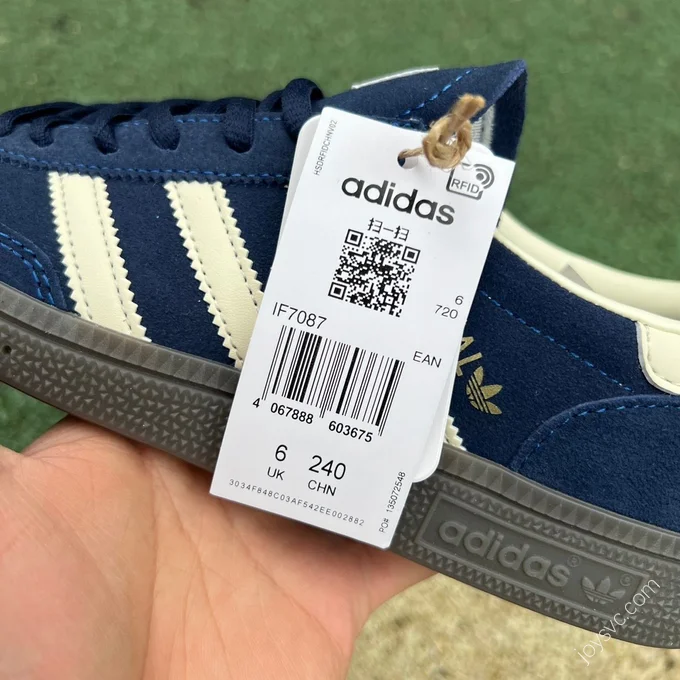 HSDRFIDCHNV02
RFID
adidas
扫一扫
6
720
IF7087
EAN
4 067888 603675
6 240
UK CHN
3034F848C03AF542EE002882
PO# 135072548
adidas
joysvc.com